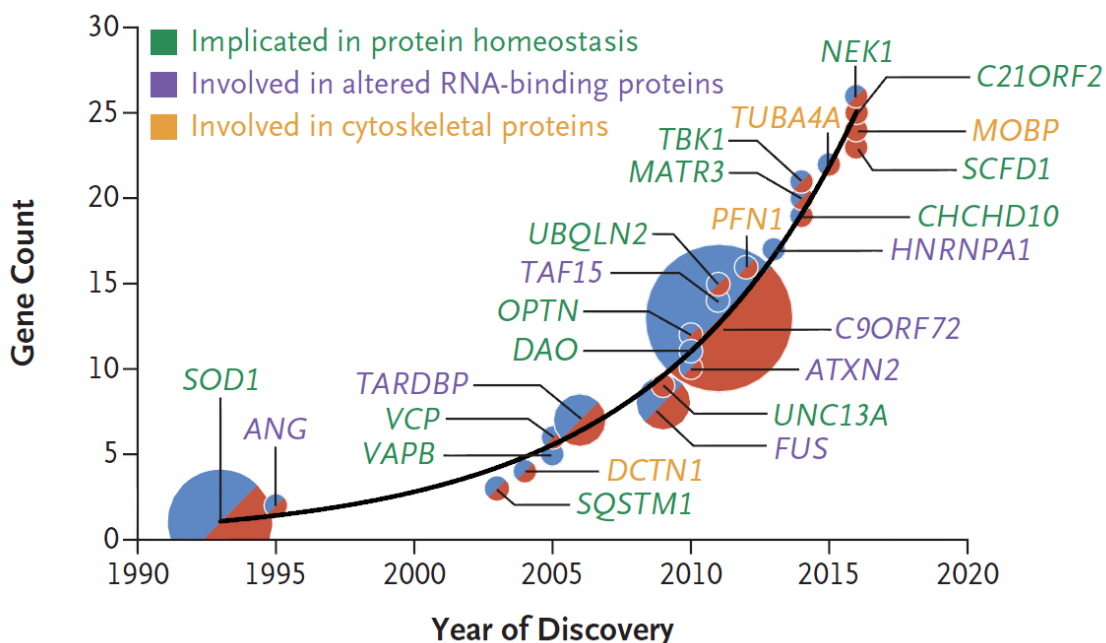 30
Implicated in protein homeostasis
NEK1
Involved in altered RNA-binding proteins
C21ORF2
25
Involved in cytoskeletal proteins
TUBA4A
MOBP
TBK1
SCFD1
MATR3
20
PFN1
CHCHD10
UBQLN2
HNRNPA1
TAF15
15
OPTN
C9ORF72
DAO
10
ATXN2
SOD1
TARDBP
UNC13A
ANG
VCP
FUS
VAPB
5
DCTN1
SQSTM1
0
Gene Count
1990 1995 2000 2005 2010 2015 2020
Year of Discovery